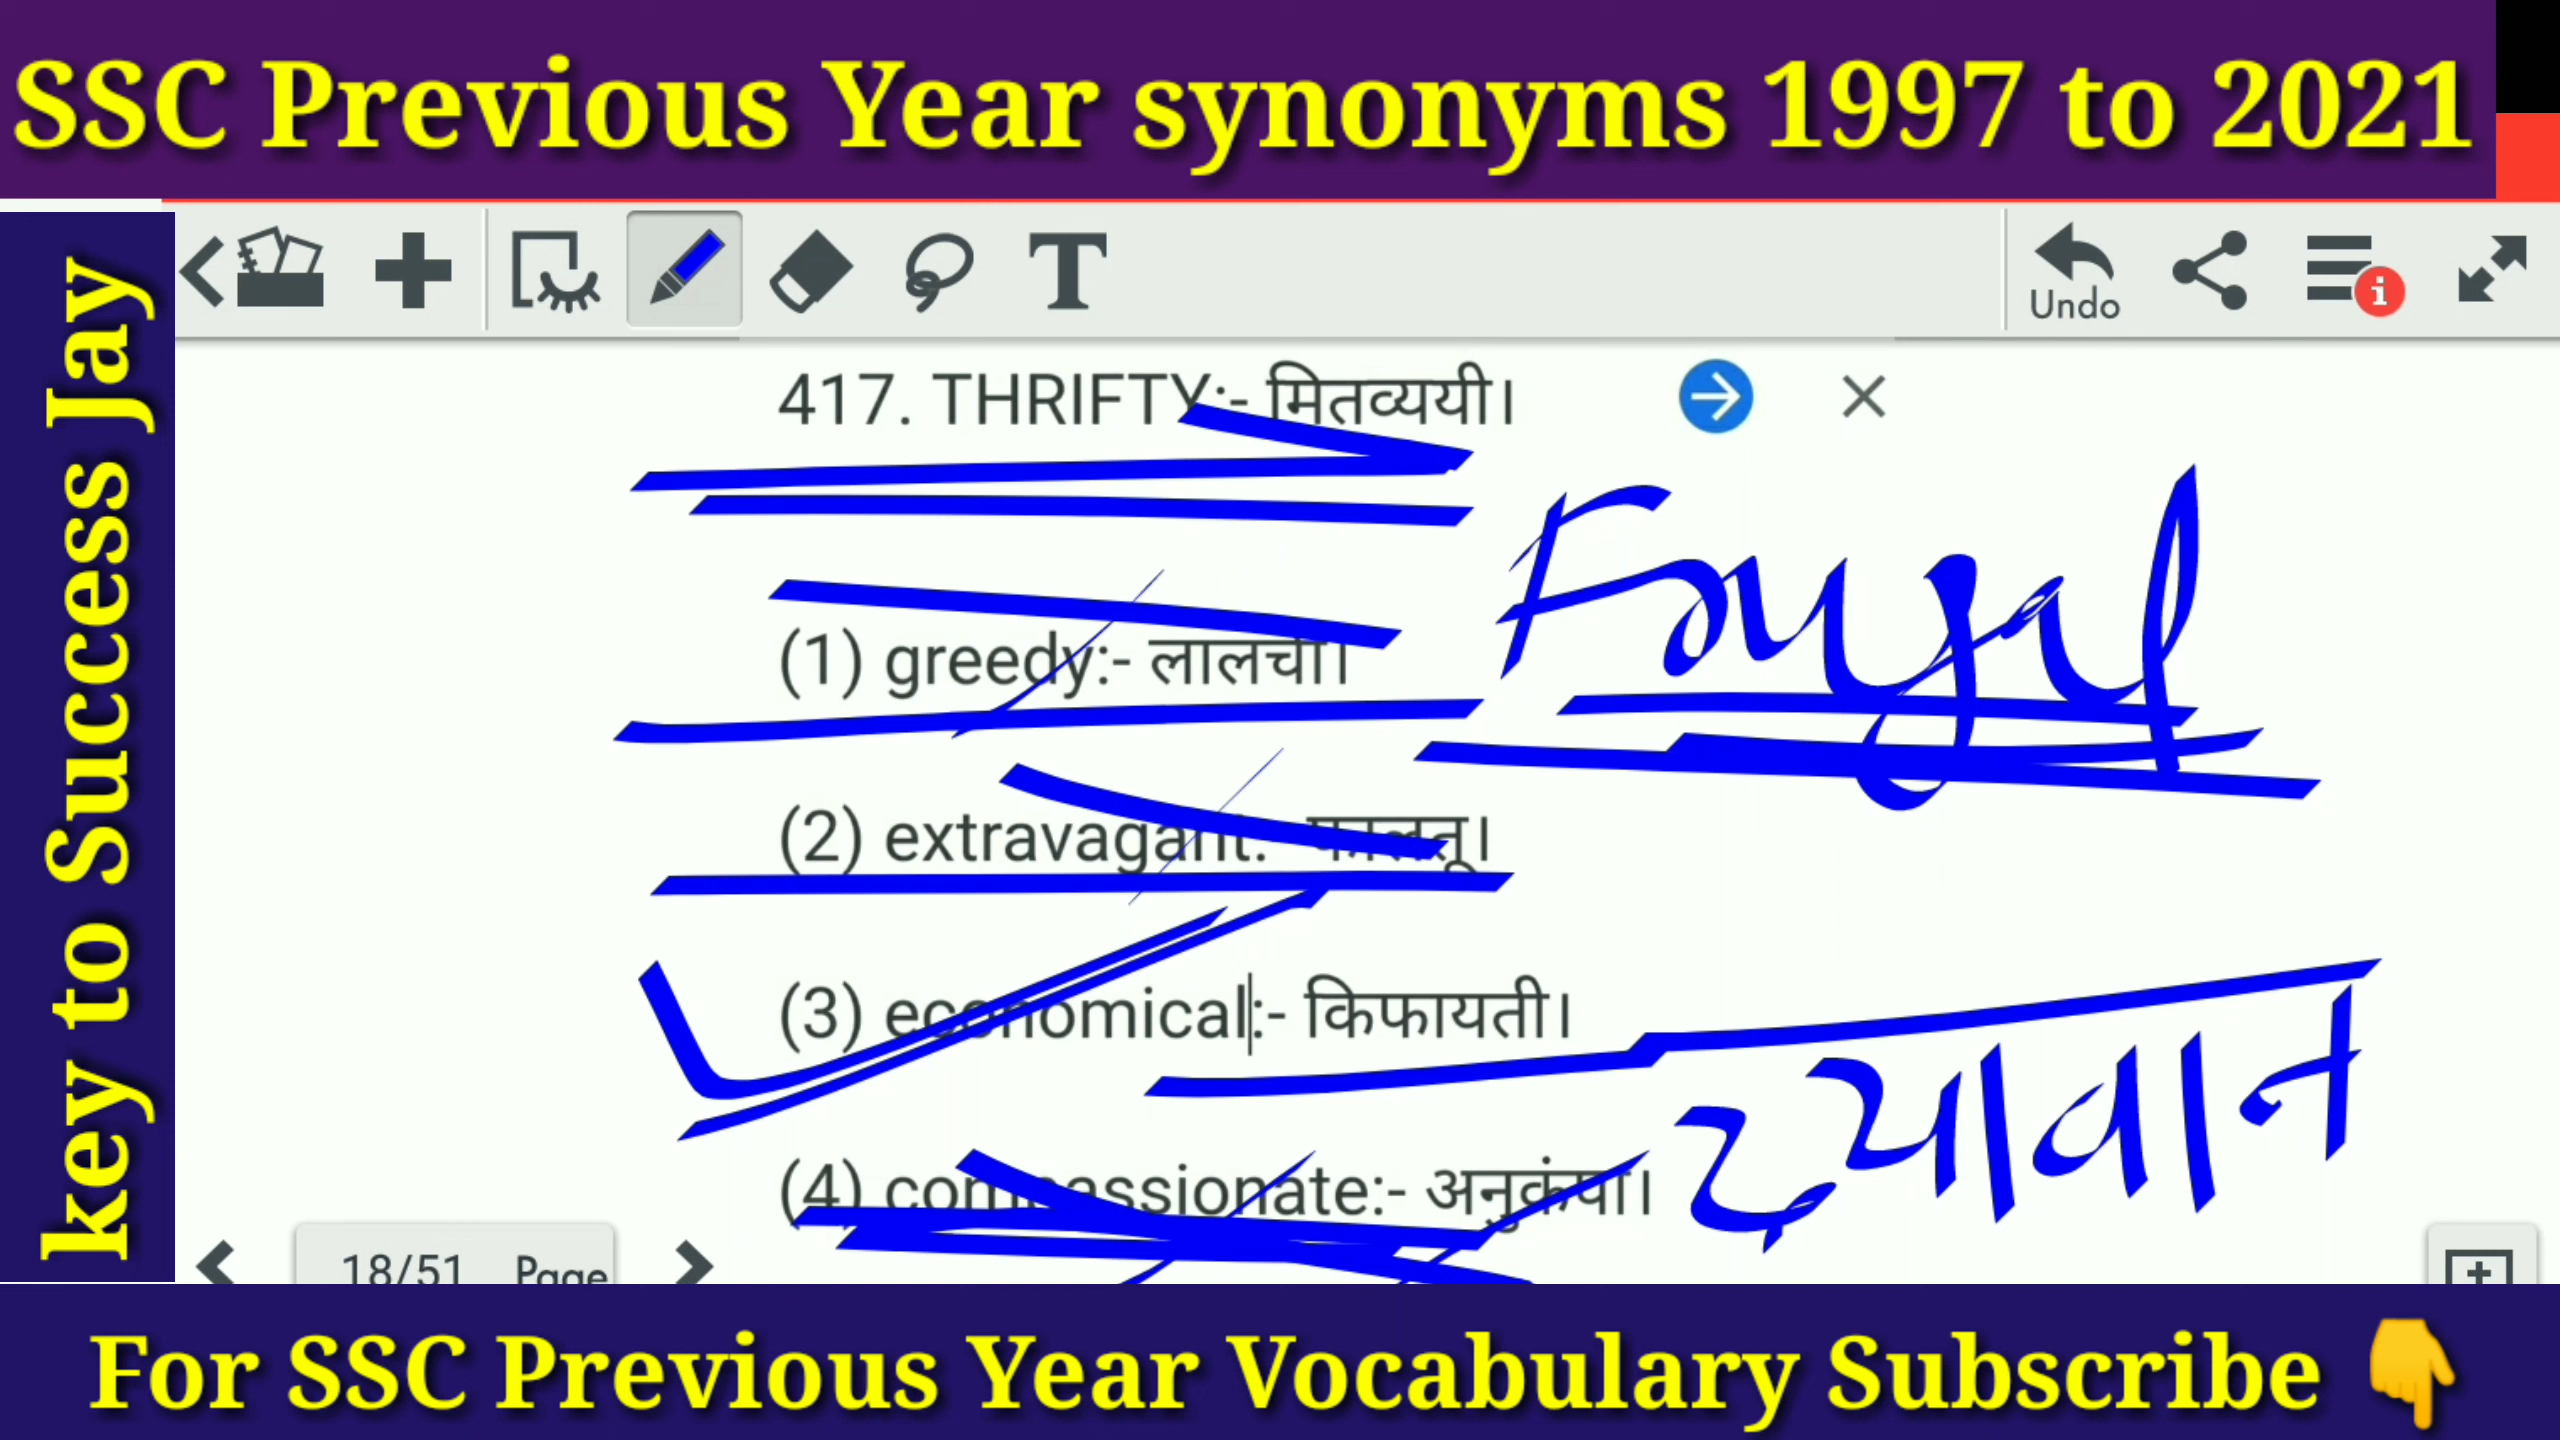 SSC Previous Year synonyms 1997 to 2021
key to Success Jay
T
Undo
417. THRIFTY:- मितव्ययी।
Frugal
(1) greedy:- लालची।
(2) extravagant:- फालतू।
(3) economical:- किफायती।
दयावान
(4) compassionate:- अनुकंपा।
18/51 Page
For SSC Previous Year Vocabulary Subscribe